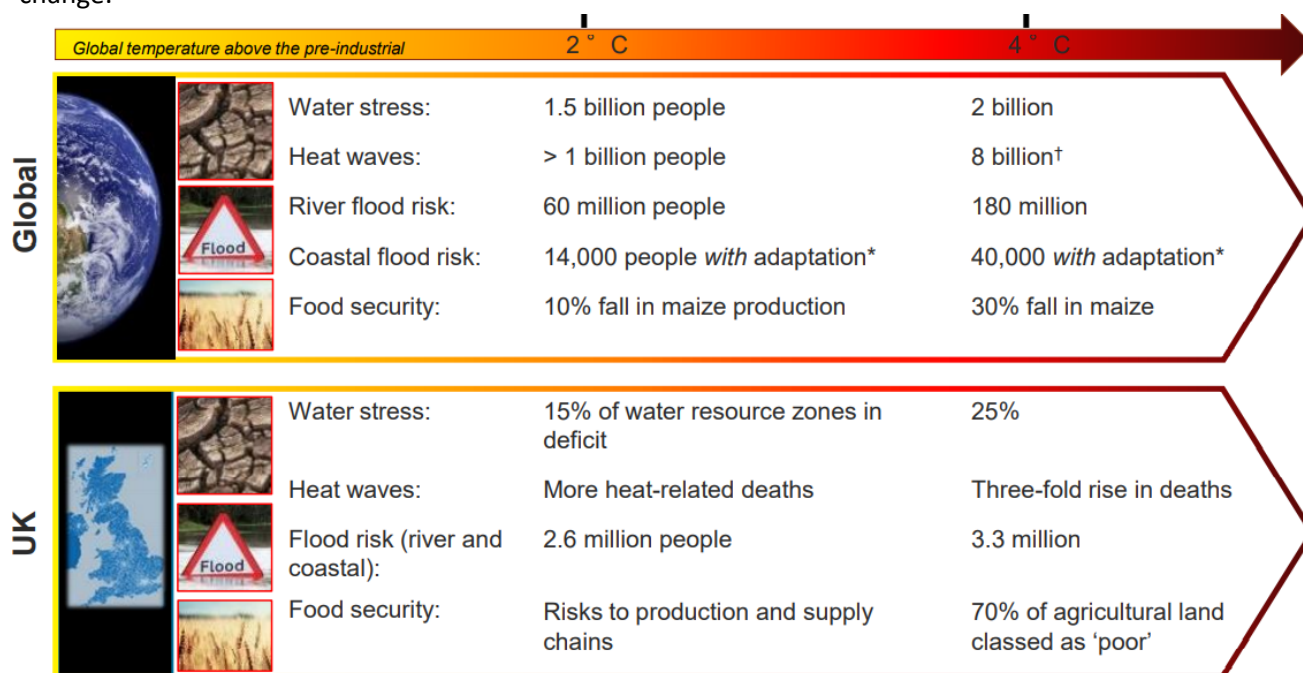 change.
Global temperature above the pre-industrial 2 ° C 4 ° C
Global
Water stress: 1.5 billion people 2 billion
Heat waves: > 1 billion people 8 billion†
River flood risk: 60 million people 180 million
Flood
Coastal flood risk: 14,000 people with adaptation* 40,000 with adaptation*
Food security: 10% fall in maize production 30% fall in maize
UK
Water stress: 15% of water resource zones in 25%
deficit
Heat waves: More heat-related deaths Three-fold rise in deaths
Flood risk (river and 2.6 million people 3.3 million
coastal):
Flood
Food security: Risks to production and supply 70% of agricultural land
chains classed as ‘poor’